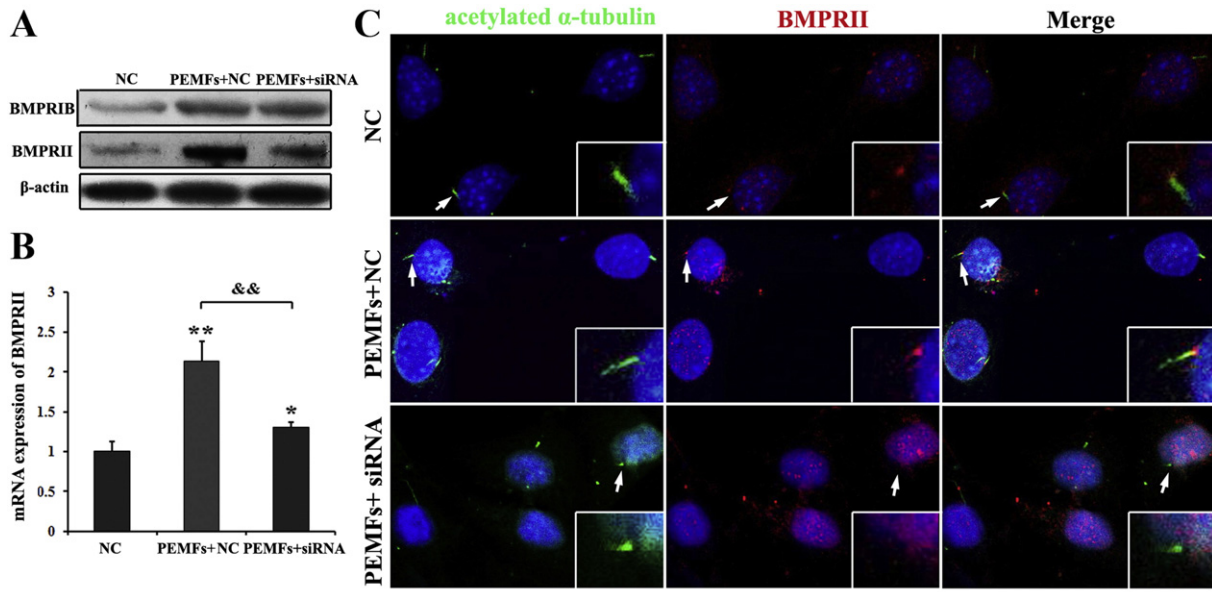 A
NC PEMFs+NC PEMFs+siRNA
BMPRIB
BMPRII
β-actin
B
mRNA expression of BMPRII
3
2.5
2
1.5
1
0.5
0
**
&&
*
NC PEMFs+NC PEMFs+siRNA
C
acetylated α-tubulin BMPRII Merge
NC
PEMFs+NC
PEMFs+ siRNA